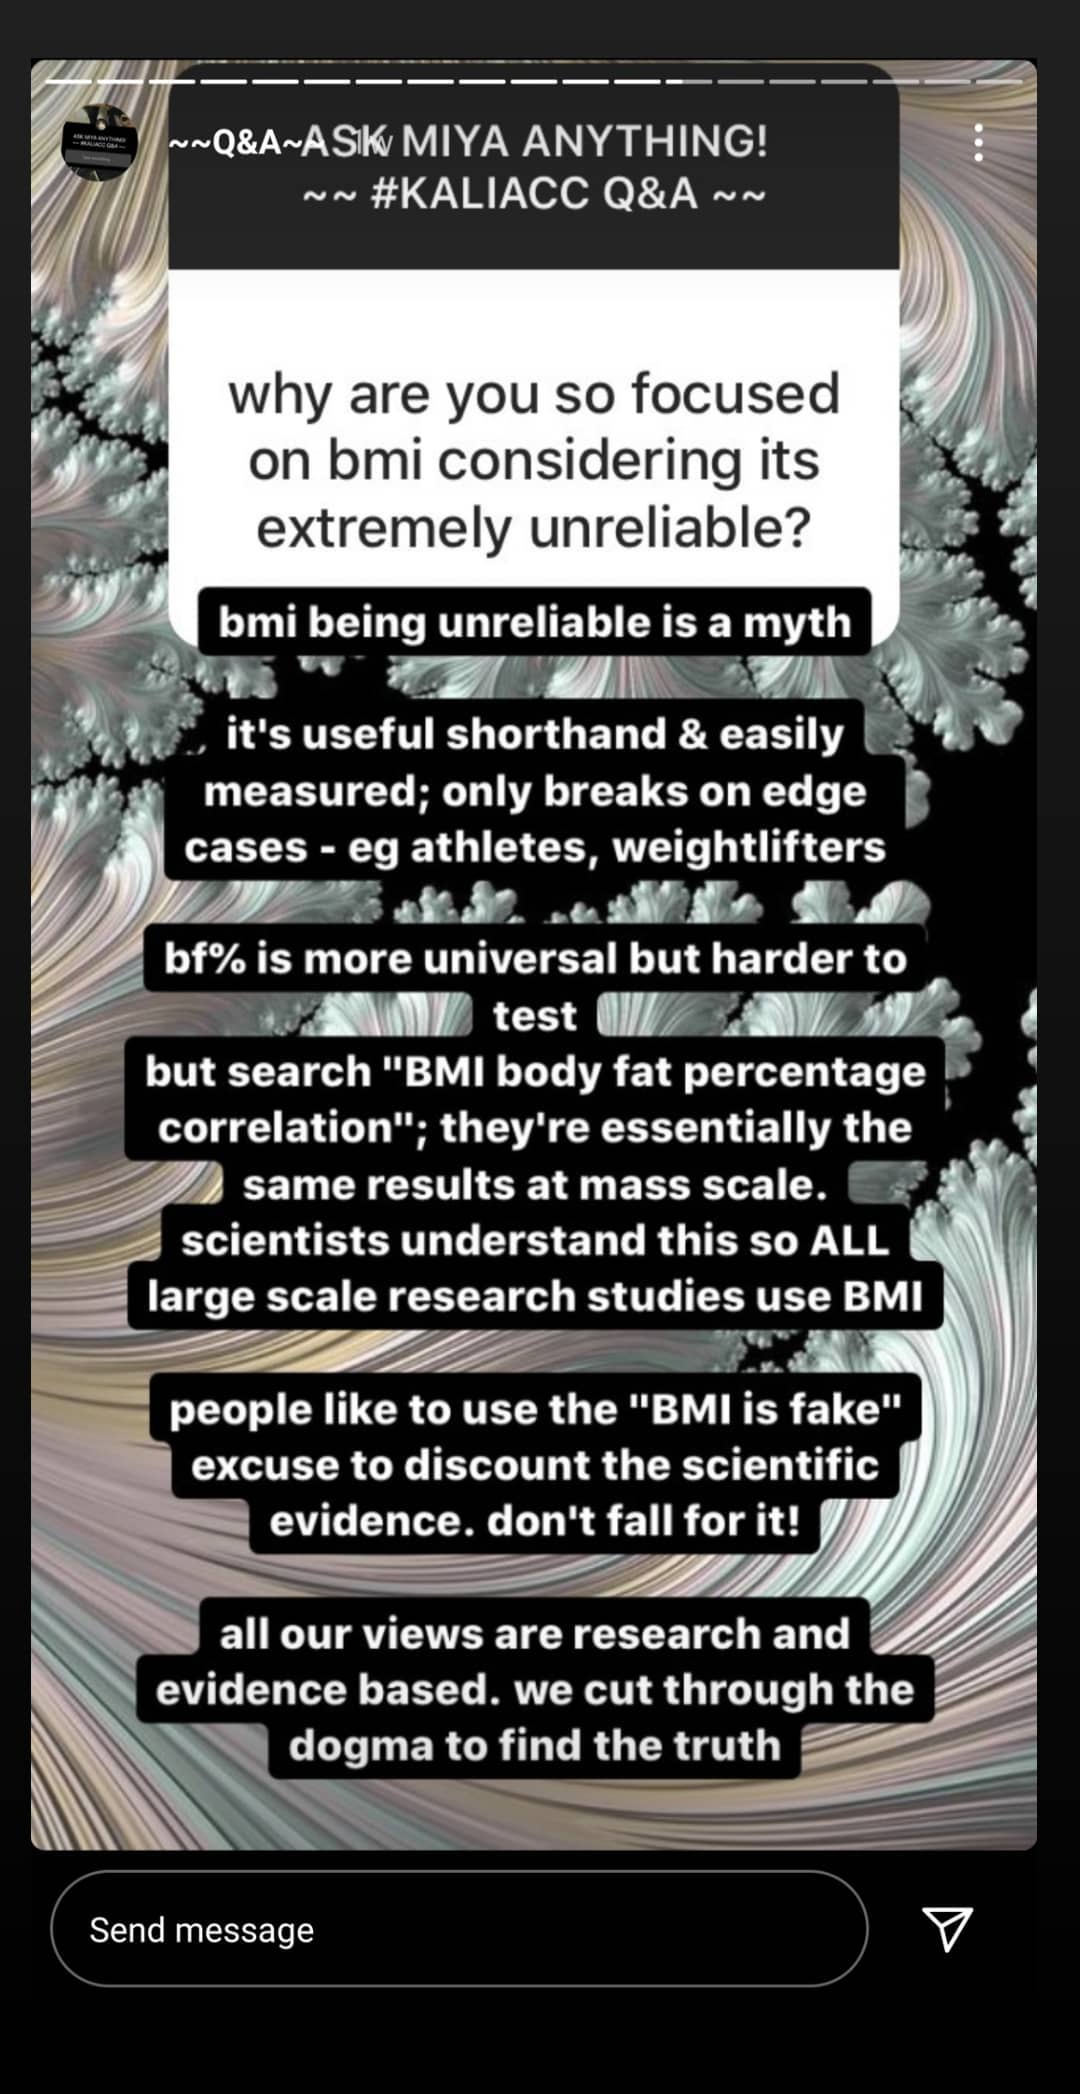 ~~Q&A~ASK MIYA ANYTHING!
~~ #KALIACC Q&A ~~
why are you so focused
on bmi considering its
extremely unreliable?
bmi being unreliable is a myth
it's useful shorthand & easily
measured; only breaks on edge
cases - eg athletes, weightlifters
bf% is more universal but harder to
test
but search "BMI body fat percentage
correlation"; they're essentially the
same results at mass scale.
scientists understand this so ALL
large scale research studies use BMI
people like to use the "BMI is fake"
excuse to discount the scientific
evidence. don't fall for it!
all our views are research and
evidence based. we cut through the
dogma to find the truth
Send message